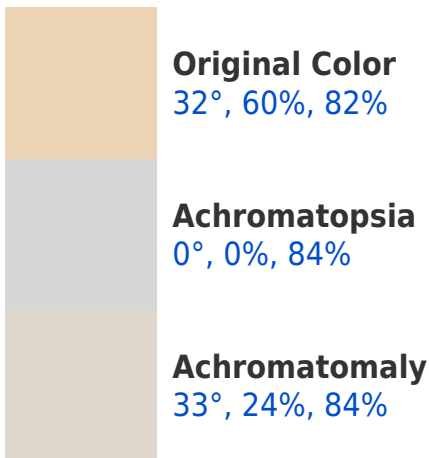 Original Color
32°, 60%, 82%
Achromatopsia
0°, 0%, 84%
Achromatomaly
33°, 24%, 84%